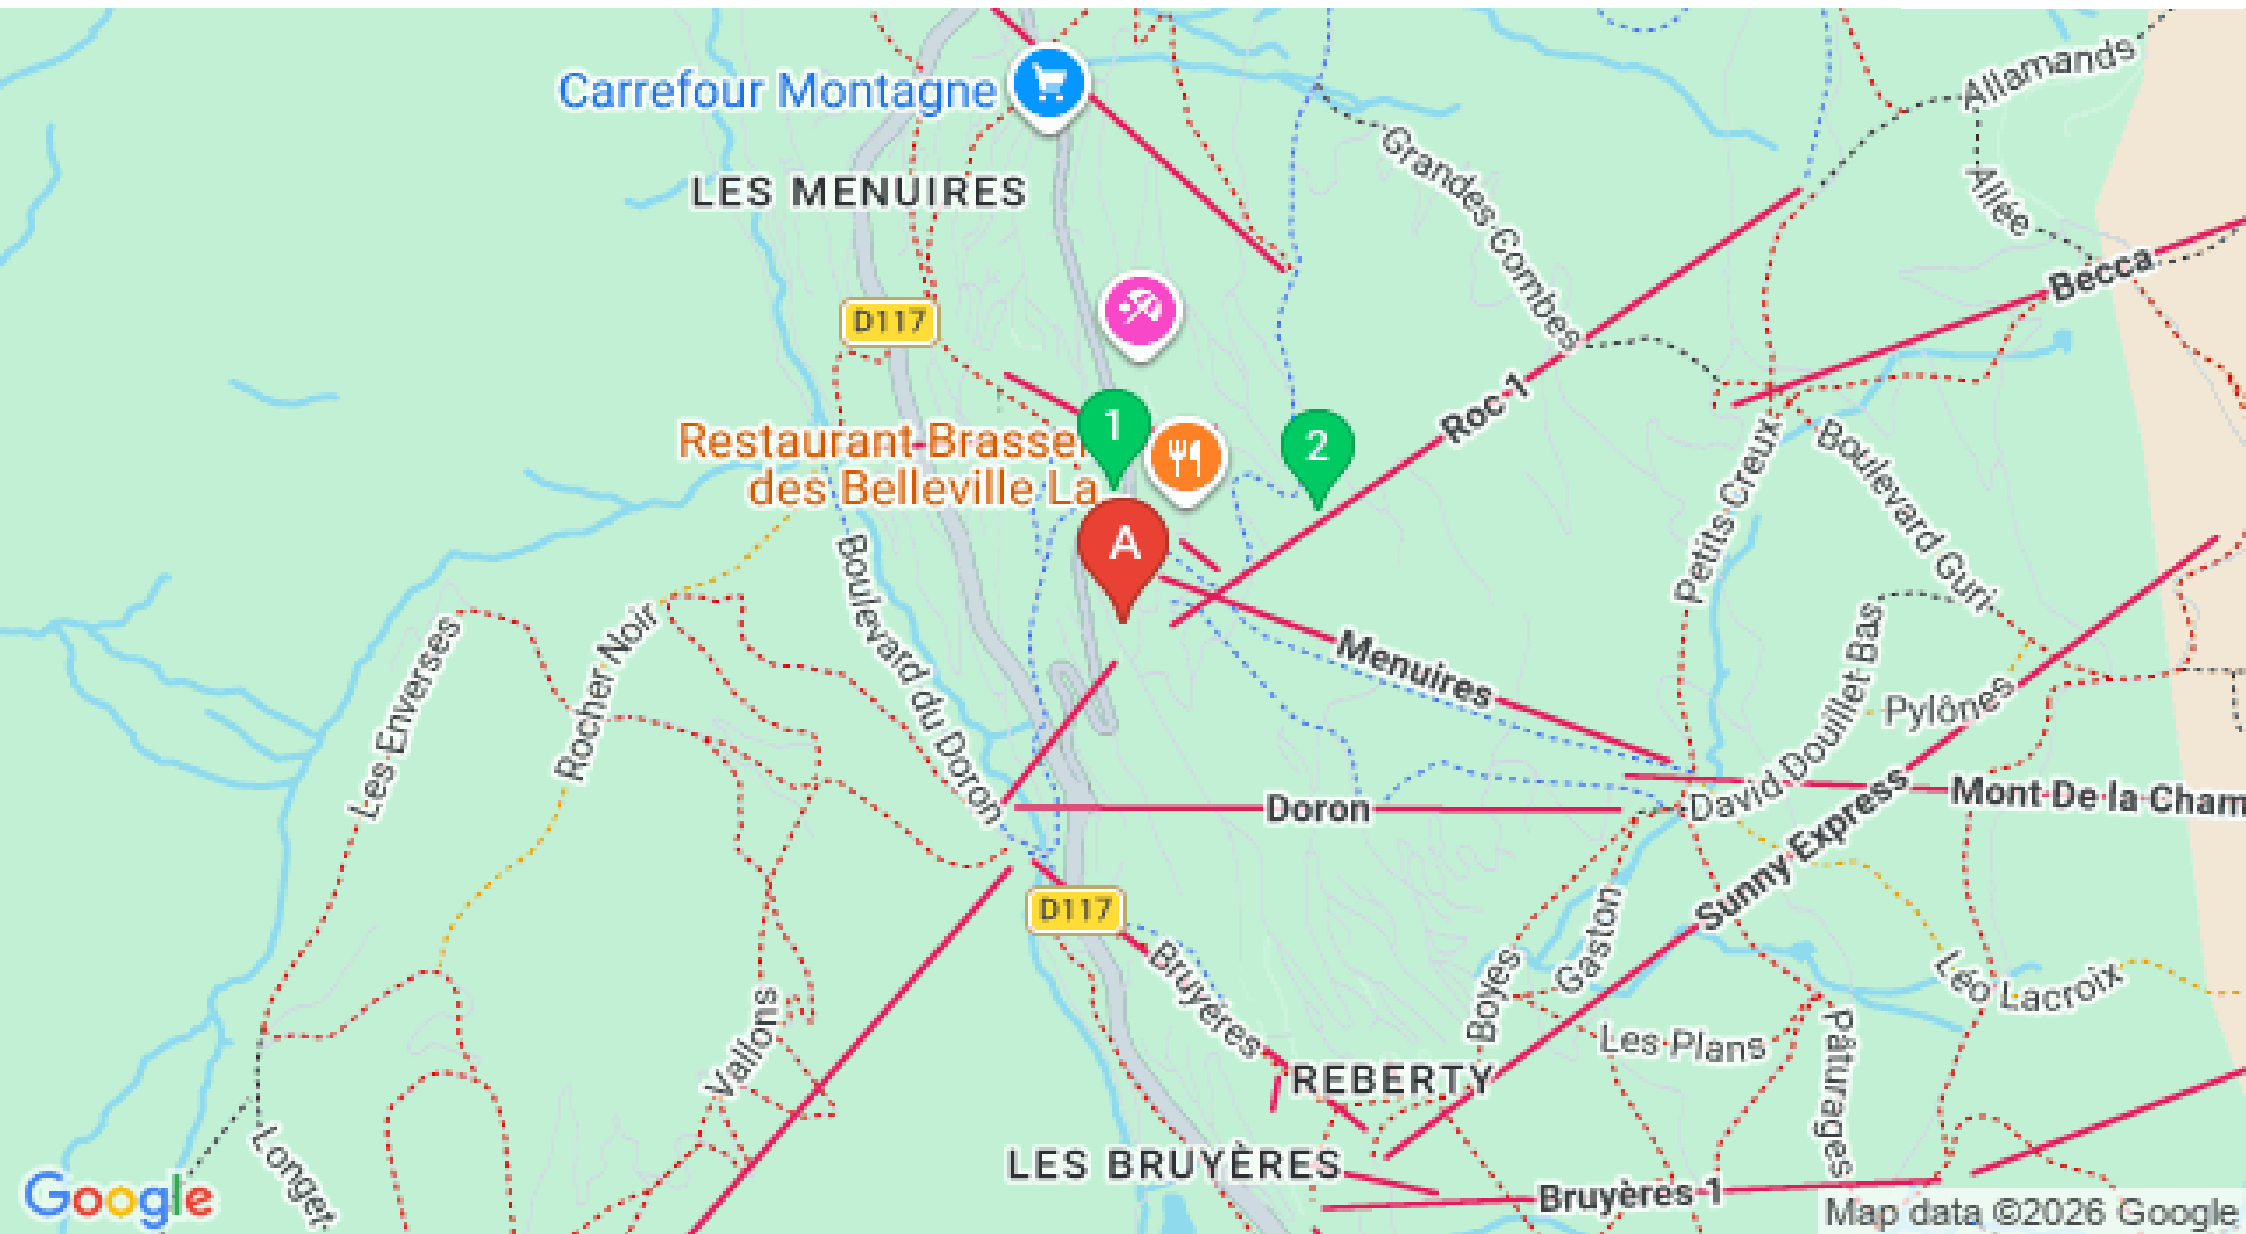 Allamands
Carrefour Montagne
Grandes Combes
LES MENUIRES
Allée
Becca
D117
Roc 1
1
Restaurant Brasser
2
des Belleville La
Petits Creux
Boulevard Guri
A
Boulevard du Doron
Les Enverses
Rocher Noir
Menuires
David Douillet Bas
Pylônes
Doron
Mont De la Cham
Sunny Express
D117
Bruyéres
Gaston
Boyes
Léo Lacroix
Vallons
Les Plans
Pâturages
REBERTY
LES BRUYÈRES
Longet
Bruyères 1
Google
Map data ©2026 Google